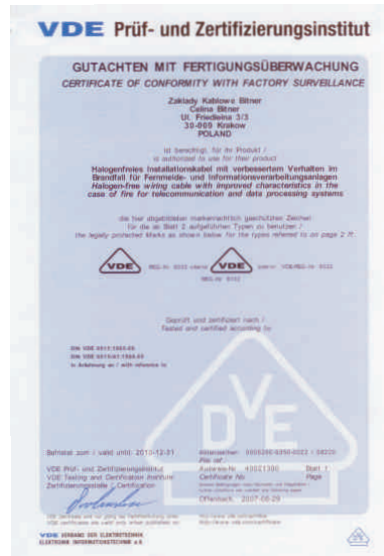 VDE Prüf- und Zertifizierungsinstitut
GUTACHTEN MIT FERTIGUNGSÜBERWACHUNG
CERTIFICATE OF CONFORMITY WITH FACTORY SURVEILLANCE
Zaklady Kablowe Bitner
Celina Bitner
Ul. Friedleina 3/3
30-009 Krakow
POLAND
ist berechtigt, für ihr Produkt /
is authorized to use for their product
Halogenfreies Installationskabel mit verbessertem Verhalten im
Brandfall für Fernmelde- und Informationsverarbeitungsanlagen
Halogen-free wiring cable with improved characteristics in the
case of fire for telecommunication and data processing systems
die hier abgebildeten markenrechtlich geschützten Zeichen
für die ab Blatt 2 aufgeführten Typen zu benutzen /
the legally protected Marks as shown below for the types referred to on page 2 ff.
VDE
VDE
Geprüft und zertifiziert nach /
Tested and certified according to
in Anlehnung an / with reference to
DVE
Befristet zum / valid until: 2010-12-31
Aktenzeichen:
File ref.:
VDE Prüf- und Zertifizierungsinstitut
Ausweis-Nr. 40021300 Blatt 1
VDE Testing and Certification Institute
Certificate No. Page
Zertifizierungsstelle / Certification
Offenbach, 2007-05-29
VDE VERBAND DER ELEKTROTECHNIK
ELEKTRONIK INFORMATIONSTECHNIK e.V.